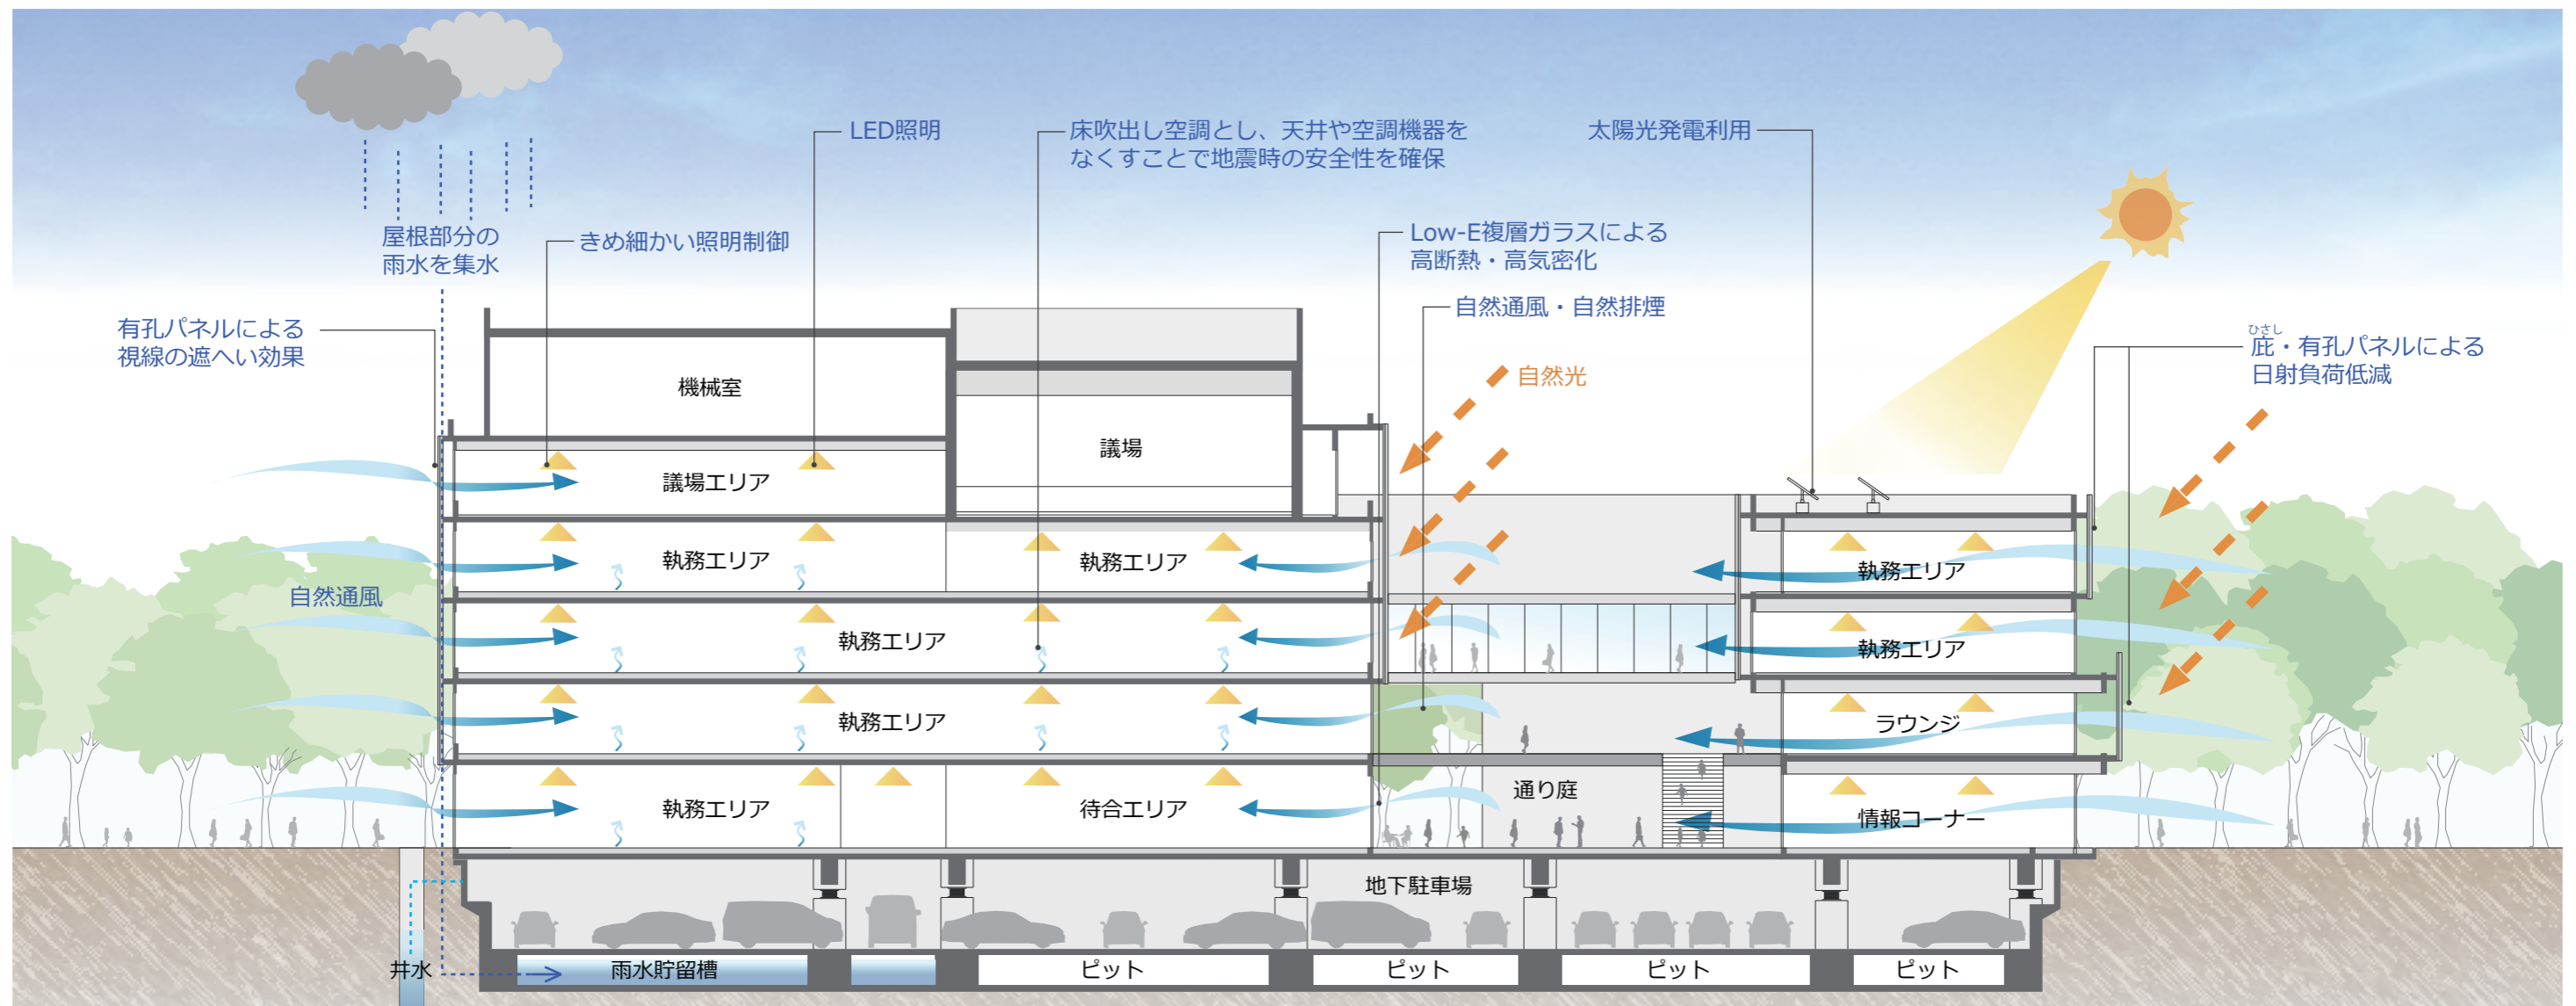 LED照明
床吹出し空調とし、天井や空調機器を
なくすことで地震時の安全性を確保
太陽光発電利用
屋根部分の
雨水を集水
きめ細かい照明制御
Low-E複層ガラスによる
高断熱・高気密化
自然通風・自然排煙
有孔パネルによる
視線の遮へい効果
ひさし
庇・有孔パネルによる
日射負荷低減
自然光
機械室
議場
議場エリア
執務エリア
執務エリア
執務エリア
自然通風
執務エリア
執務エリア
執務エリア
ラウンジ
通り庭
執務エリア
待合エリア
情報コーナー
地下駐車場
井水
雨水貯留槽
ピット
ピット
ピット
ピット